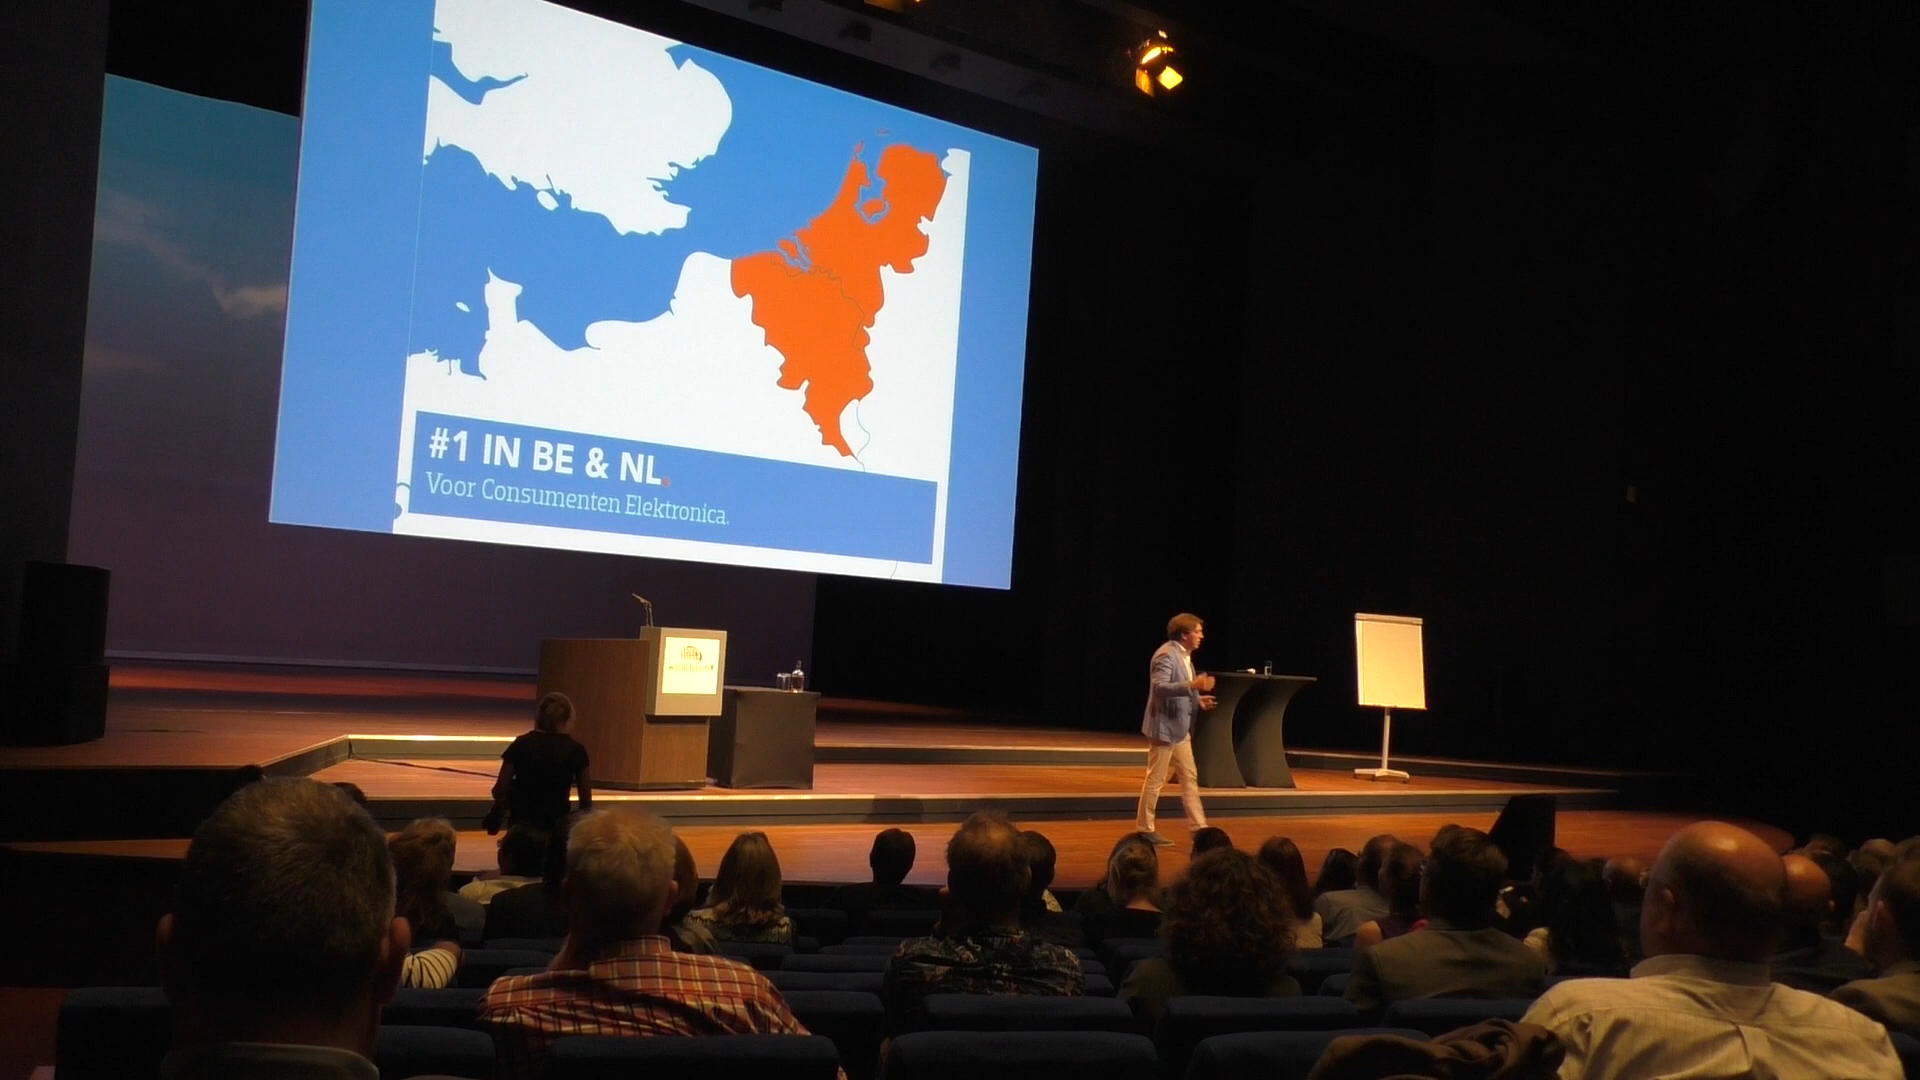 #1 IN BE & NL.
Voor Consumenten Elektronica.